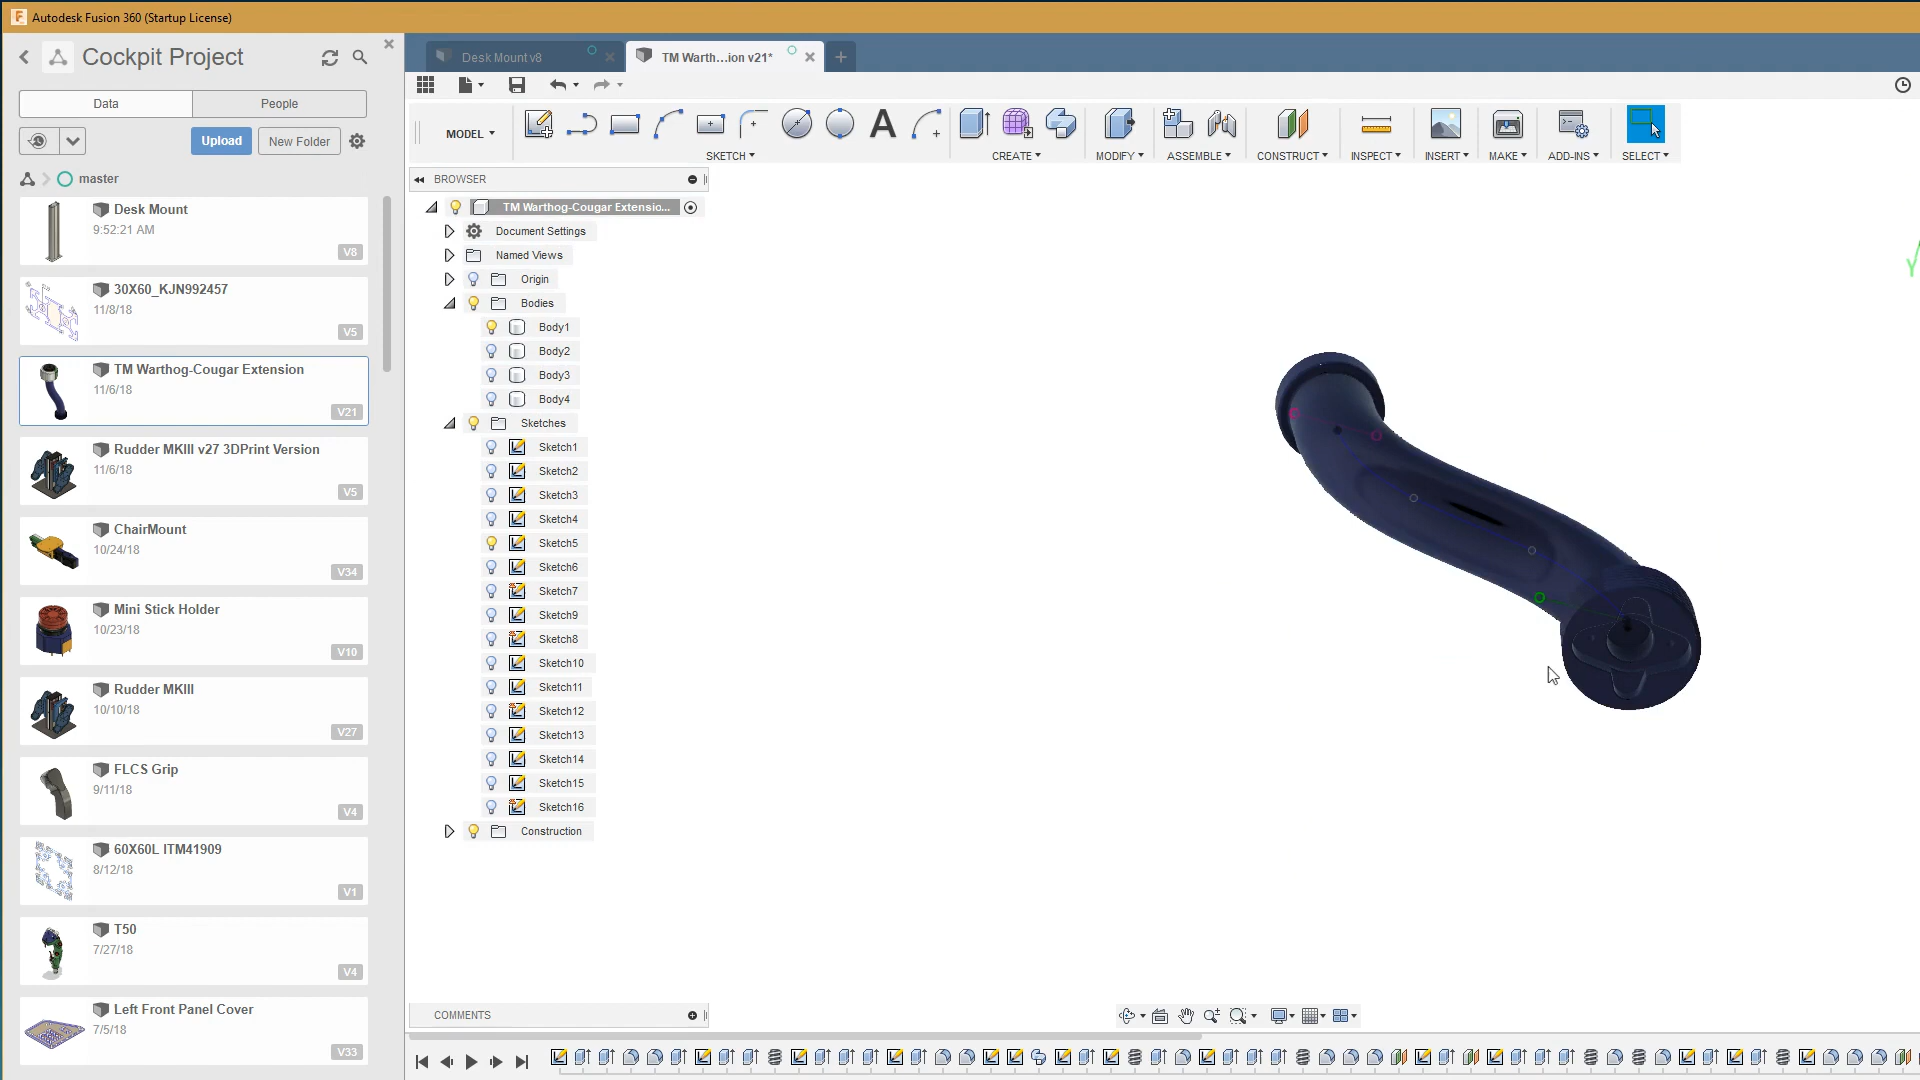 Autodesk Fusion 360 (Startup License)
Cockpit Project
Data
People
Upload
New Folder
master
Desk Mount
9:52:21 AM
V8
30X60_KJN992457
11/8/18
V5
TM Warthog-Cougar Extension
11/6/18
V21
Rudder MKIII v27 3DPrint Version
11/6/18
V5
ChairMount
10/24/18
V34
Mini Stick Holder
10/23/18
V10
Rudder MKIII
10/10/18
V27
FLCS Grip
9/11/18
V4
60X60L ITM41909
8/12/18
V1
T50
7/27/18
V4
Left Front Panel Cover
7/5/18
V33
Desk Mount v8
TM Warth...ion v21*
MODEL
SKETCH
CREATE
MODIFY
ASSEMBLE
CONSTRUCT
INSPECT
INSERT
MAKE
ADD-INS
SELECT
BROWSER
TM Warthog-Cougar Extensio...
Document Settings
Named Views
Origin
Bodies
Body1
Body2
Body3
Body4
Sketches
Sketch1
Sketch2
Sketch3
Sketch4
Sketch5
Sketch6
Sketch7
Sketch9
Sketch8
Sketch10
Sketch11
Sketch12
Sketch13
Sketch14
Sketch15
Sketch16
Construction
COMMENTS
Y